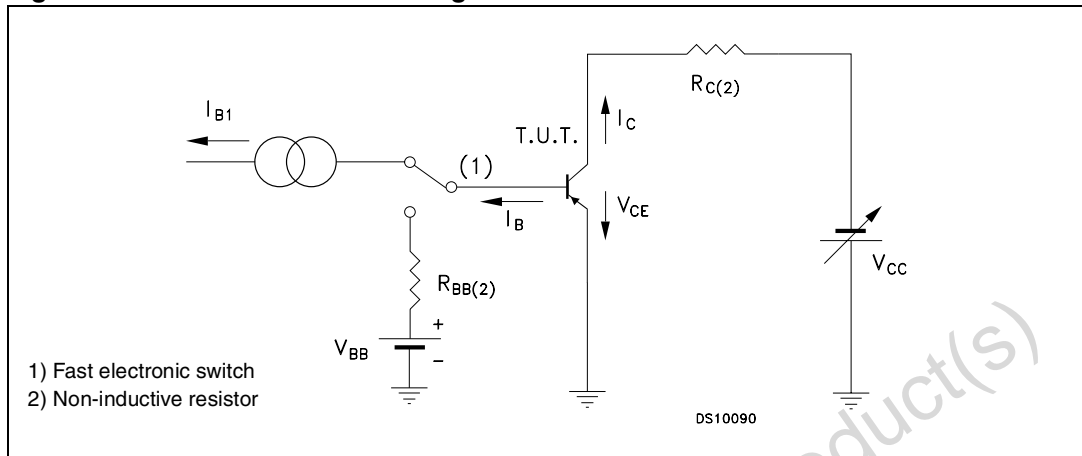 I_B1
T.U.T.
I_C
R_C(2)
(1)
I_B
V_CE
V_CC
R_BB(2)
V_BB
+
−
1) Fast electronic switch
2) Non-inductive resistor
DS10090
duct(s)